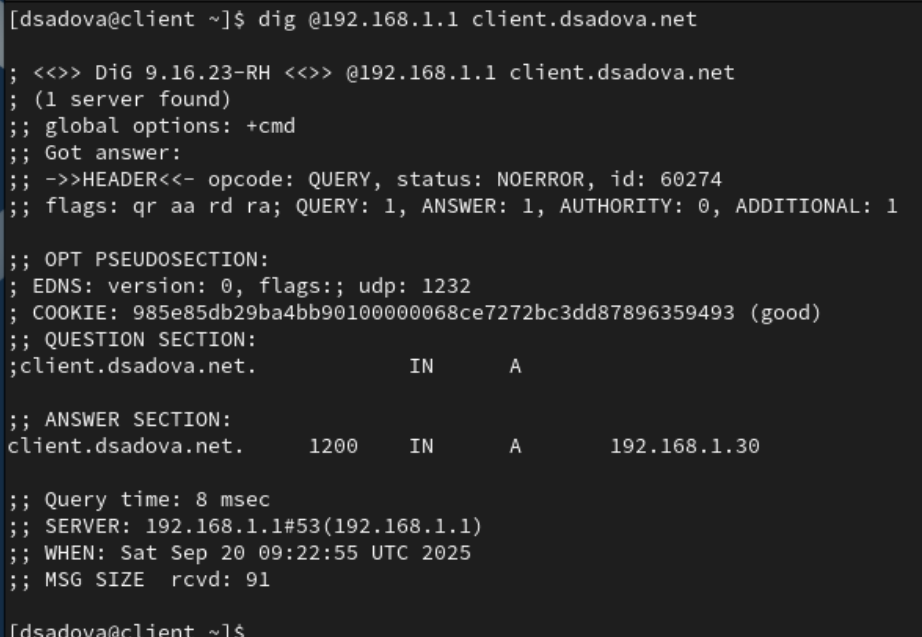 [dsadova@client ~]$ dig @192.168.1.1 client.dsadova.net
; <<>> DiG 9.16.23-RH <<>> @192.168.1.1 client.dsadova.net
; (1 server found)
;; global options: +cmd
;; Got answer:
;; ->>HEADER<<- opcode: QUERY, status: NOERROR, id: 60274
;; flags: qr aa rd ra; QUERY: 1, ANSWER: 1, AUTHORITY: 0, ADDITIONAL: 1
;; OPT PSEUDOSECTION:
; EDNS: version: 0, flags:; udp: 1232
; COOKIE: 985e85db29ba4bb90100000068ce7272bc3dd87896359493 (good)
;; QUESTION SECTION:
;client.dsadova.net. IN A
;; ANSWER SECTION:
client.dsadova.net. 1200 IN A 192.168.1.30
;; Query time: 8 msec
;; SERVER: 192.168.1.1#53(192.168.1.1)
;; WHEN: Sat Sep 20 09:22:55 UTC 2025
;; MSG SIZE rcvd: 91
[dsadova@client ~]$